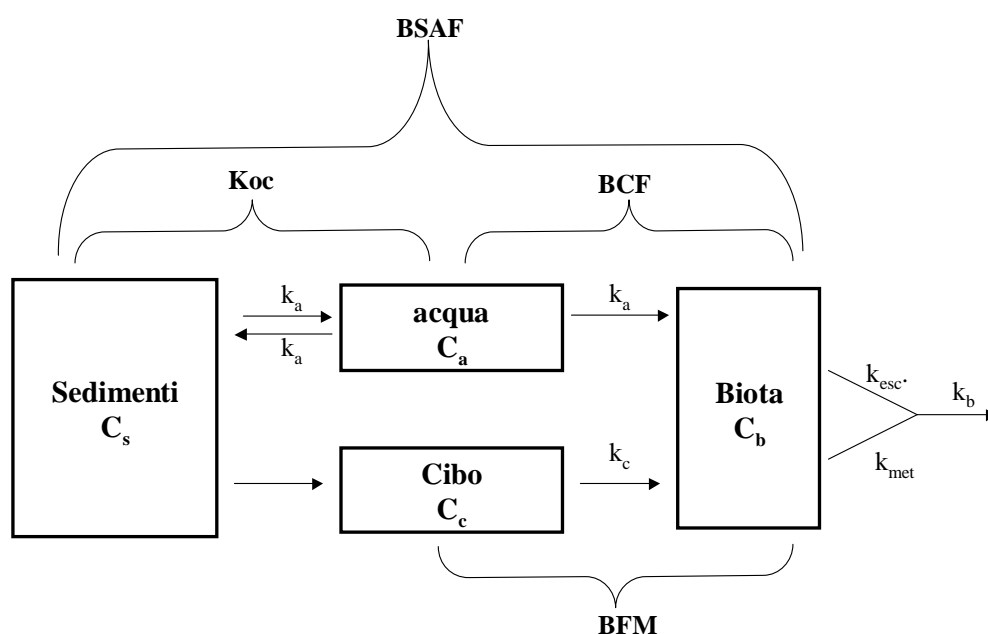 BSAF
Koc
BCF
Sedimenti
C_s
k_a
k_a
acqua
C_a
k_a
Cibo
C_c
k_c
Biota
C_b
k_esc.
k_met
k_b
BFM